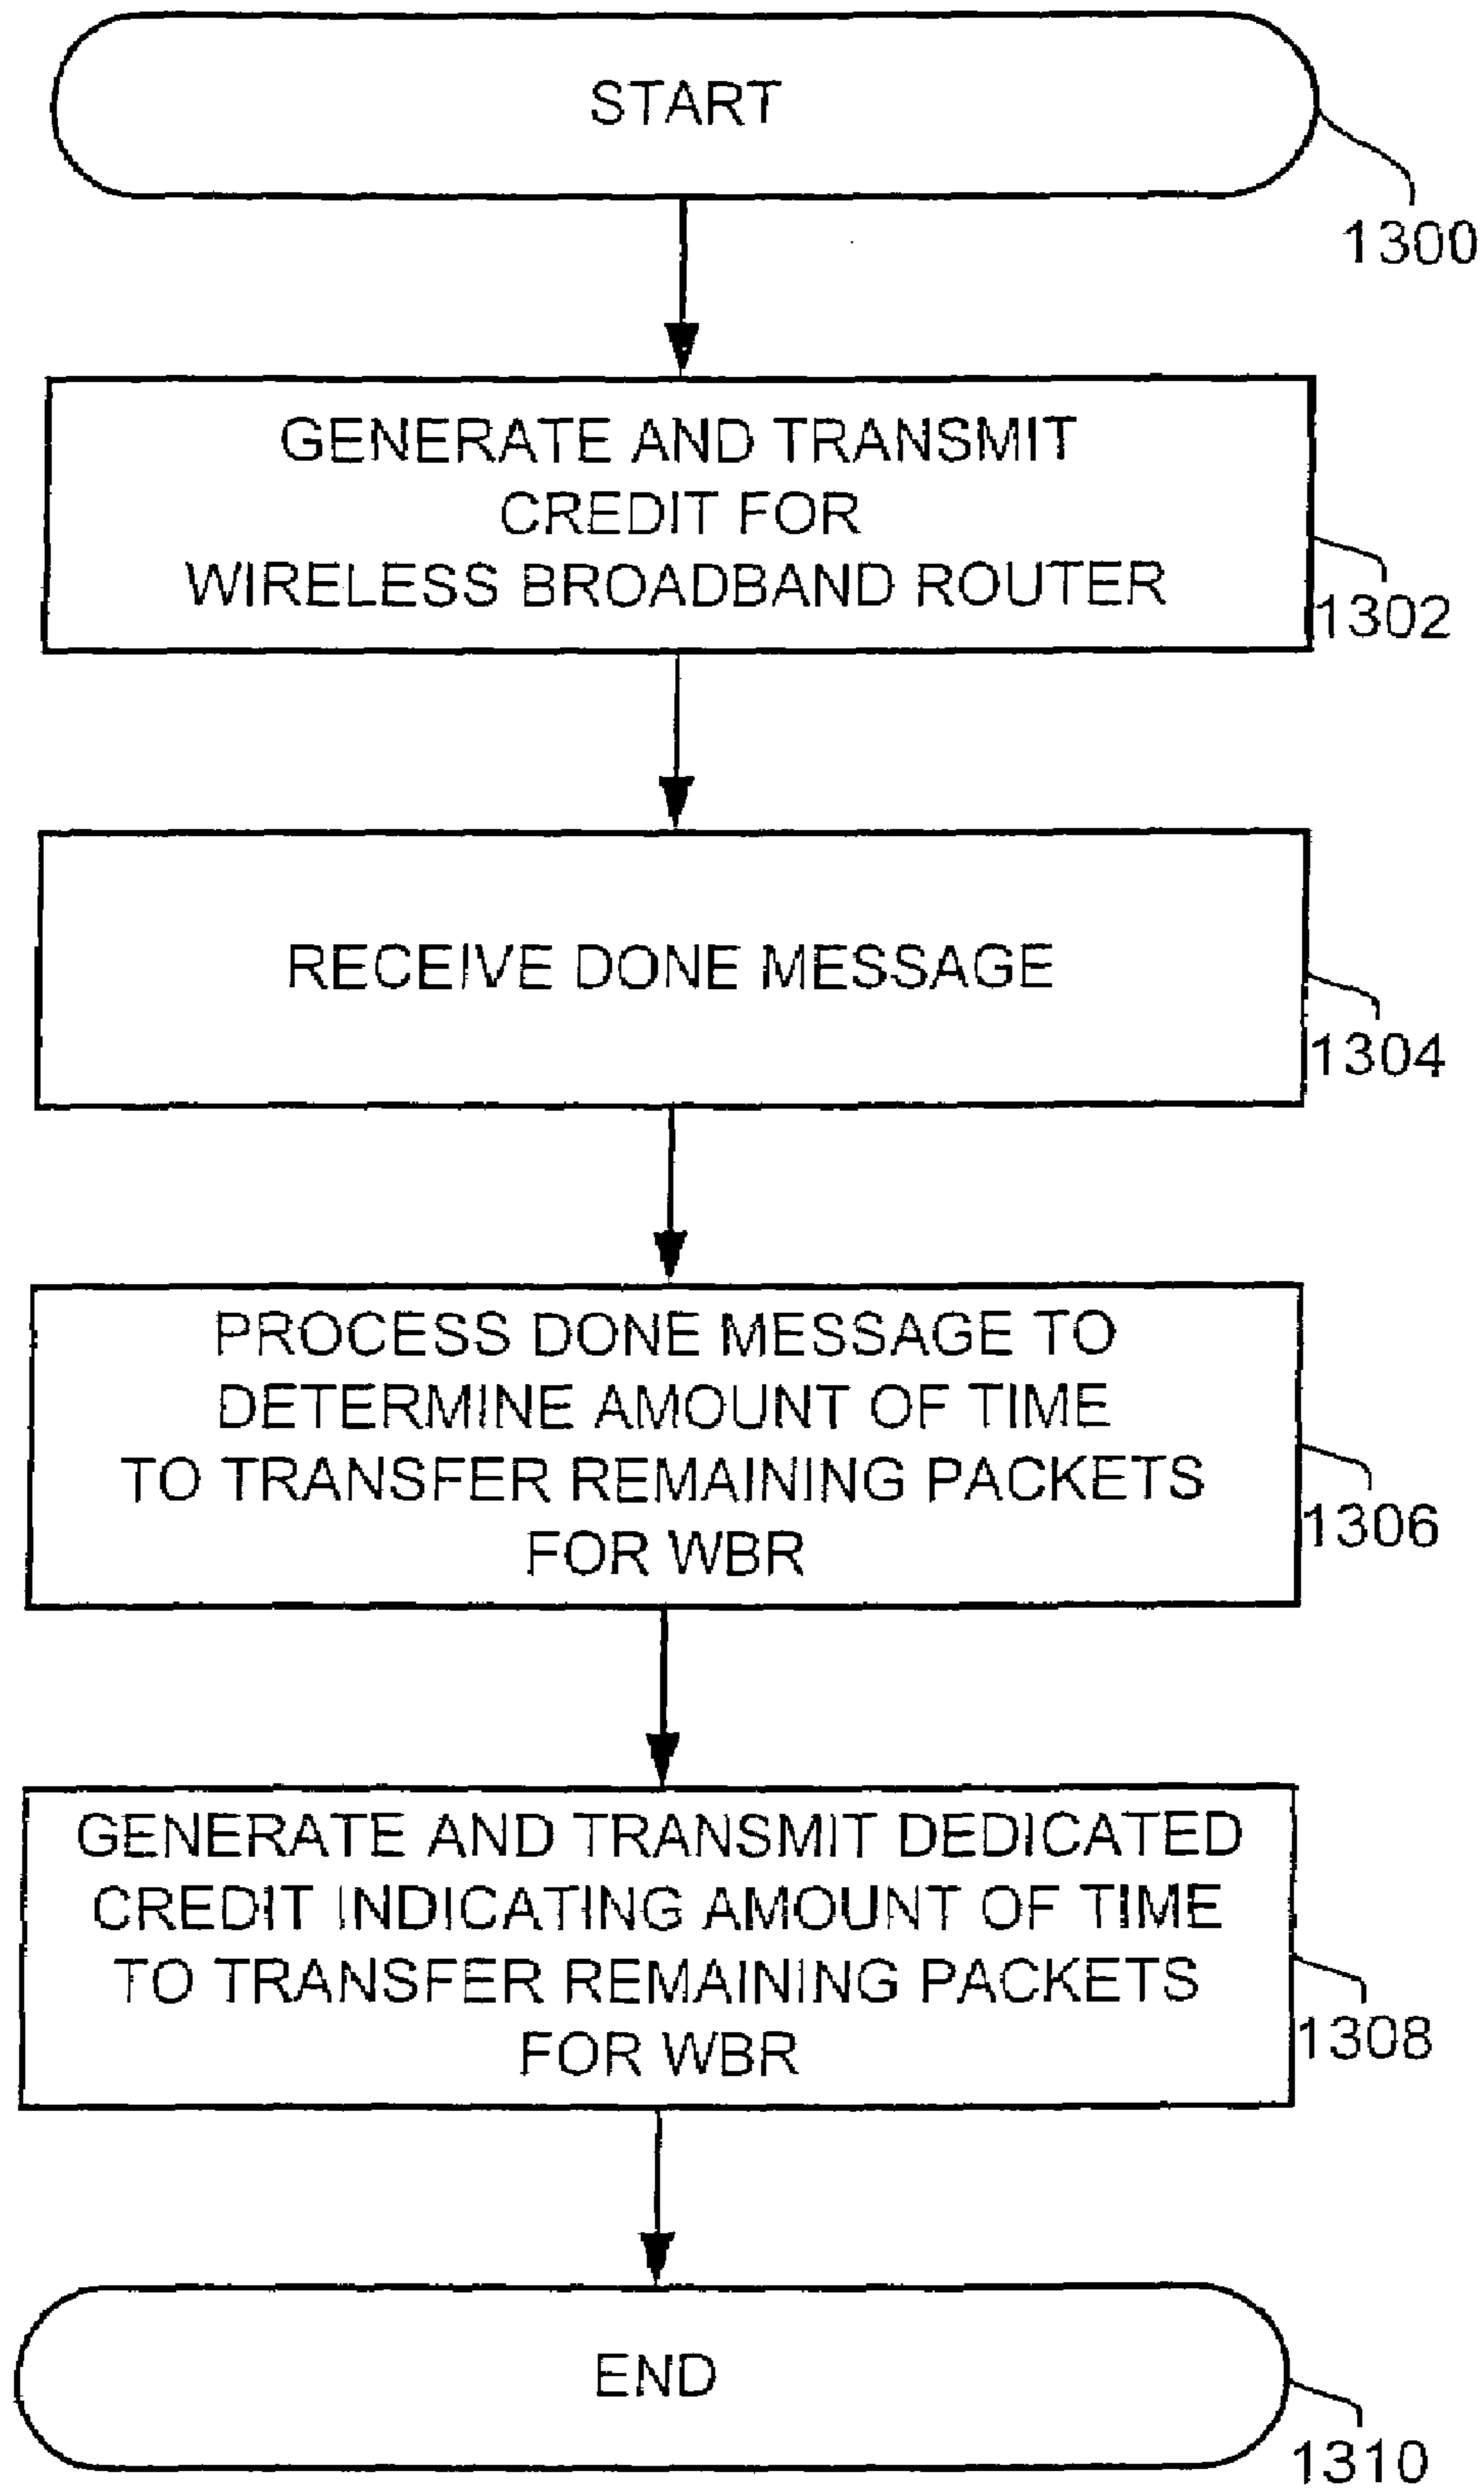 START
1300
GENERATE AND TRANSMIT
CREDIT FOR
WIRELESS BROADBAND ROUTER
1302
RECEIVE DONE MESSAGE
1304
PROCESS DONE MESSAGE TO
DETERMINE AMOUNT OF TIME
TO TRANSFER REMAINING PACKETS
FOR WBR
1306
GENERATE AND TRANSMIT DEDICATED
CREDIT INDICATING AMOUNT OF TIME
TO TRANSFER REMAINING PACKETS
FOR WBR
1308
END
1310